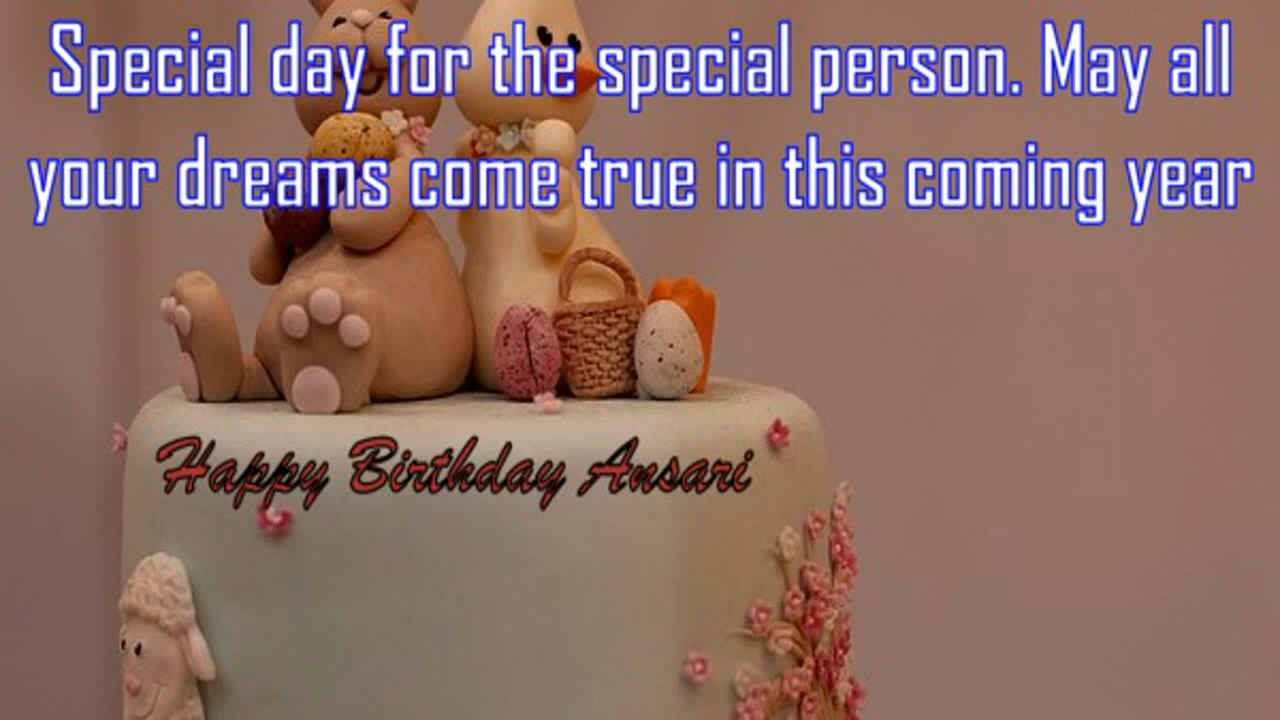 Special day for the special person. May all
your dreams come true in this coming year
Happy Birthday Ansari